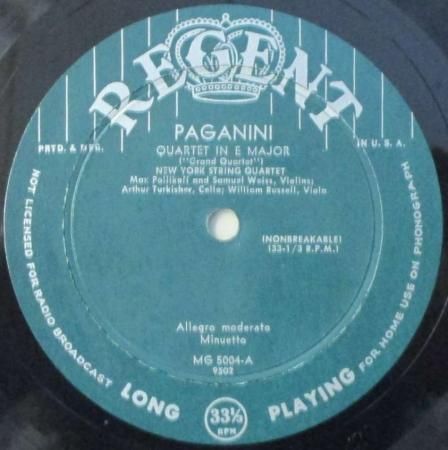 REGENT
PRTD. & MFG. IN U. S. A.
PAGANINI
QUARTET IN E MAJOR
("Grand Quartet")
NEW YORK STRING QUARTET
Max Pollikoff and Samuel Weiss, Violins;
Arthur Turkisher, Cello; William Russell, Viola
(NONBREAKABLE)
(33-1/3 R.P.M.)
Allegro moderato
Minuetto
MG 5004-A
9502
NOT LICENSED FOR RADIO BROADCAST
LONG 33⅓ PLAYING
RPM
FOR HOME USE ON PHONOGRAPH